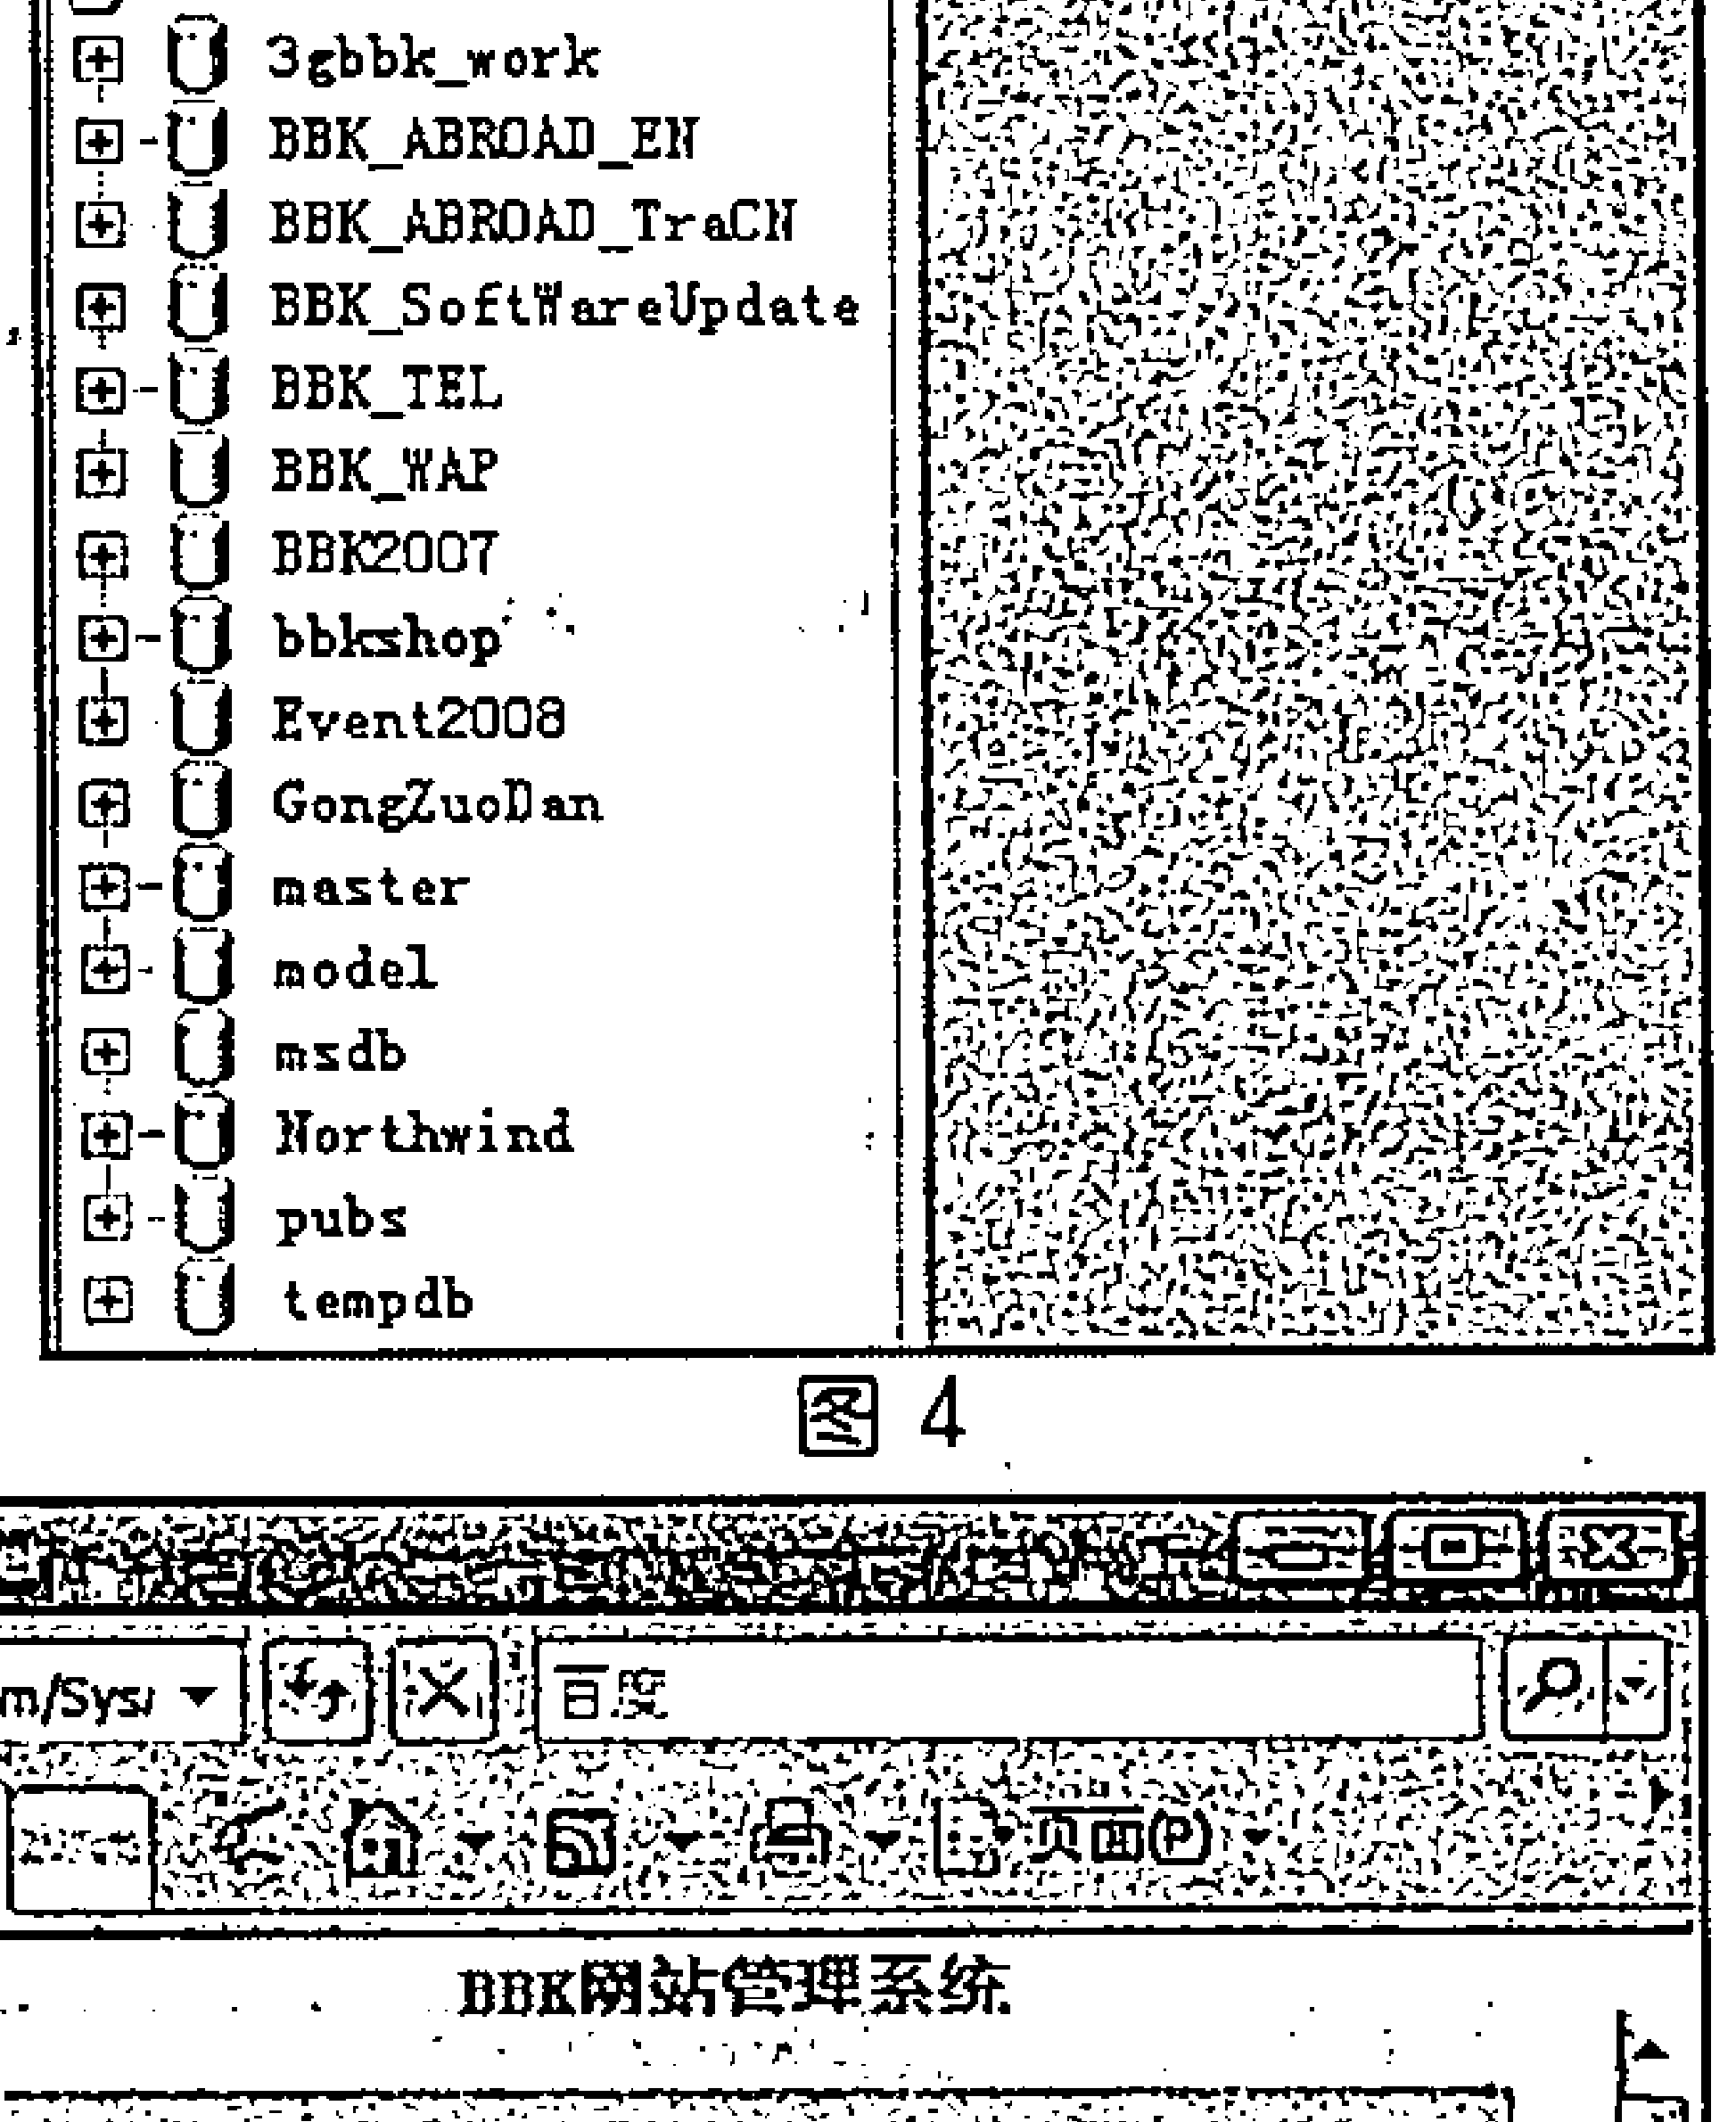 3gbbk_work
BBK_ABROAD_EN
BBK_ABROAD_TraCN
BBK_SoftWareUpdate
BBK_TEL
BBK_WAP
BBK2007
bbkshop
Event2008
GongZuoDan
master
model
msdb
Northwind
pubs
tempdb
图 4
m/Sys/
百度
页面(P)
BBK网站管理系统